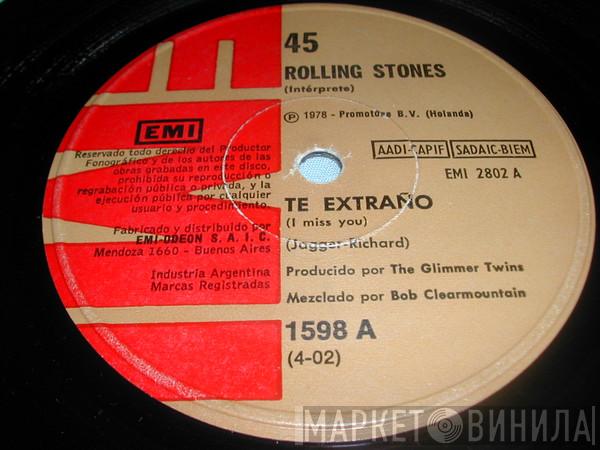 45
ROLLING STONES
(Intérprete)
Ⓟ 1978 - Promotone B.V. (Holanda)
EMI
Reservado todo derecho del Productor
Fonográfico y de los autores de las
obras grabadas en este disco,
prohibida su reproducción o
regrabación pública o privada, y la
ejecución pública por cualquier
usuario y procedimiento.
Fabricado y distribuido por
EMI-ODEON S. A. I. C.
Mendoza 1660 - Buenos Aires
Industria Argentina
Marcas Registradas
AADI-CAPIF SADAIC-BIEM
EMI 2802 A
TE EXTRAÑO
(I miss you)
(Jagger-Richard)
Producido por The Glimmer Twins
Mezclado por Bob Clearmountain
1598 A
(4-02)
МАРКЕТ ВИНИЛА